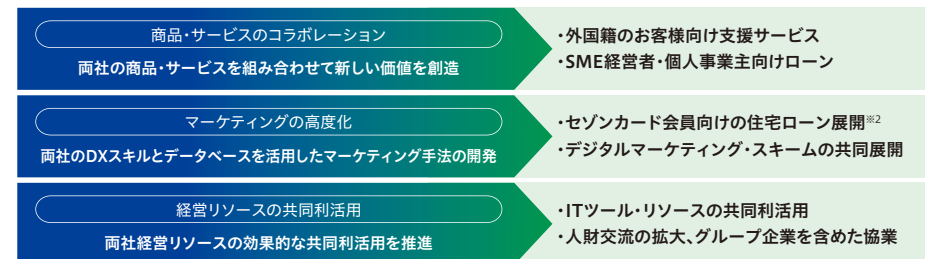 商品・サービスのコラボレーション
両社の商品・サービスを組み合わせて新しい価値を創造
・外国籍のお客様向け支援サービス
・SME経営者・個人事業主向けローン
マーケティングの高度化
両社のDXスキルとデータベースを活用したマーケティング手法の開発
・セゾンカード会員向けの住宅ローン展開※2
・デジタルマーケティング・スキームの共同展開
経営リソースの共同利活用
両社経営リソースの効果的な共同利活用を推進
・ITツール・リソースの共同利活用
・人財交流の拡大、グループ企業を含めた協業